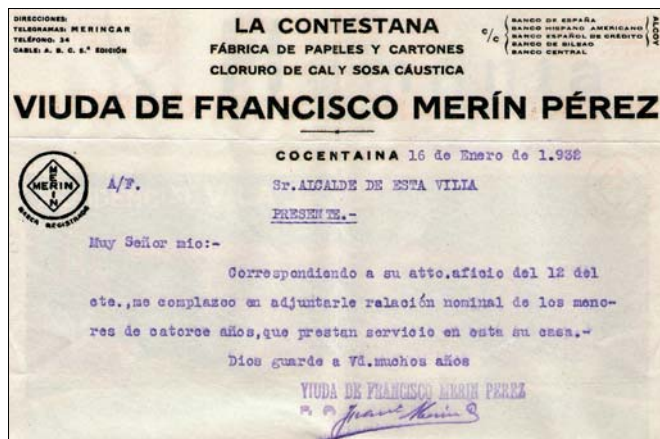 DIRECCIONES:
TELEGRAMAS: MERINCAR
TELÉFONO: 34
CABLE: A. B. C. 5.ª EDICIÓN
LA CONTESTANA
FÁBRICA DE PAPELES Y CARTONES
CLORURO DE CAL Y SOSA CÁUSTICA
c/c
BANCO DE ESPAÑA
BANCO HISPANO AMERICANO
BANCO ESPAÑOL DE CRÉDITO
BANCO DE BILBAO
BANCO CENTRAL
ALCOY
VIUDA DE FRANCISCO MERÍN PÉREZ
COCENTAINA 16 de Enero de 1.932
MERIN
MERIN
MARCA REGISTRADA
A/F.
Sr. ALCALDE DE ESTA VILLA
PRESENTE.-
Muy Señor mio:-
Correspondiendo a su atto.aficio del 12 del
cte., me complazco en adjuntarle relación nominal de los meno-
res de catorce años, que prestan servicio en esta su casa.-
Dios guarde a Vd. muchos años
VIUDA DE FRANCISCO MERIN PEREZ